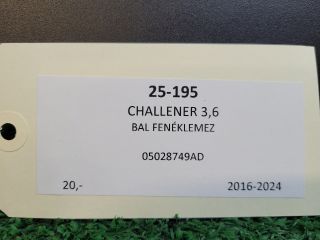 25-195
CHALLENER 3,6
BAL FENÉKLEMEZ
05028749AD
20,- 2016-2024